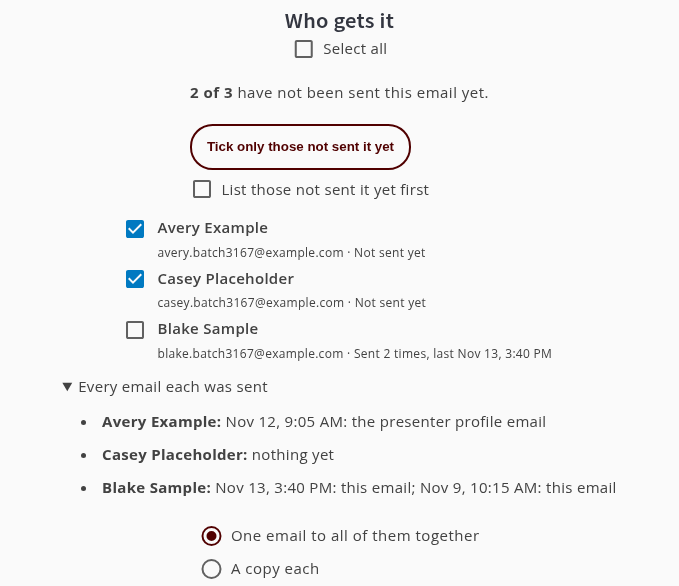 Who gets it
Select all
2 of 3 have not been sent this email yet.
Tick only those not sent it yet
List those not sent it yet first
Avery Example
avery.batch3167@example.com · Not sent yet
Casey Placeholder
casey.batch3167@example.com · Not sent yet
Blake Sample
blake.batch3167@example.com · Sent 2 times, last Nov 13, 3:40 PM
▼ Every email each was sent
• Avery Example: Nov 12, 9:05 AM: the presenter profile email
• Casey Placeholder: nothing yet
• Blake Sample: Nov 13, 3:40 PM: this email; Nov 9, 10:15 AM: this email
One email to all of them together
A copy each